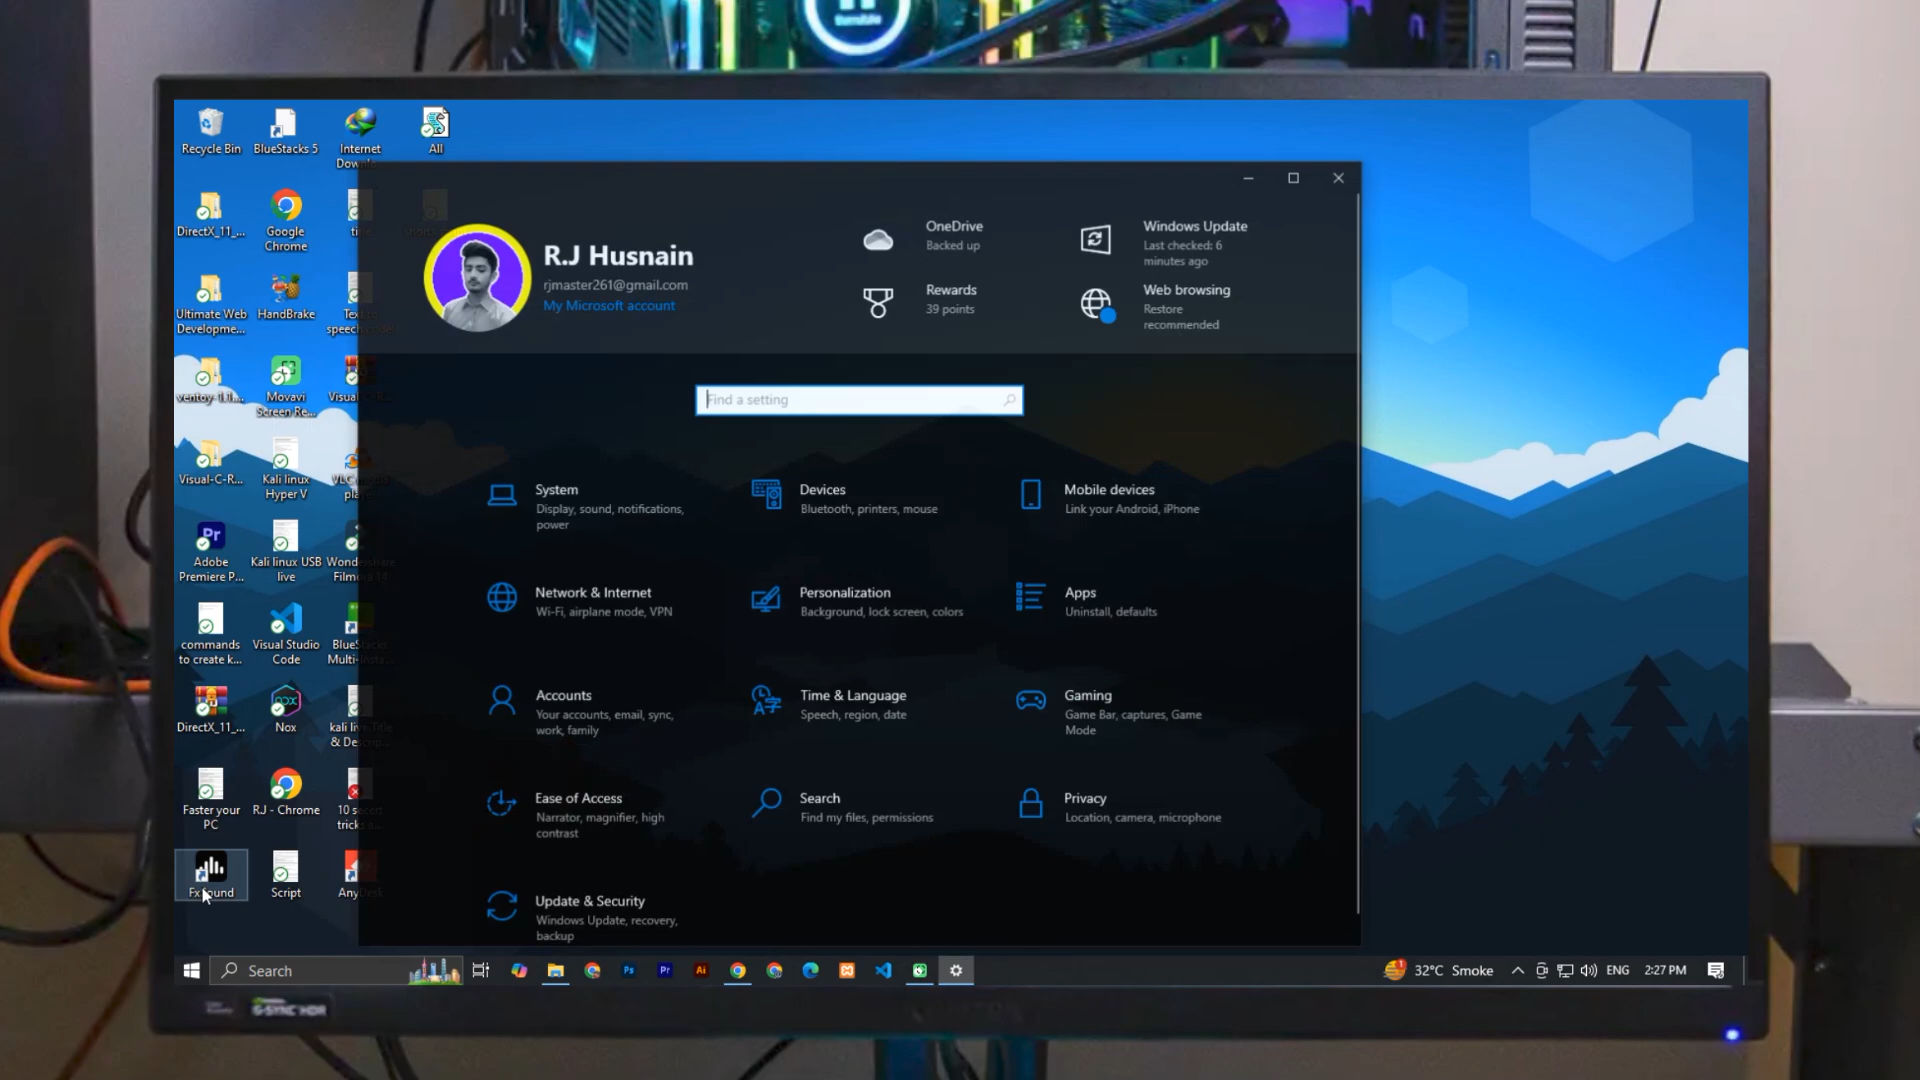 Recycle Bin
BlueStacks 5
Internet
Downl...
All
DirectX_11_...
Google
Chrome
Ultimate Web
Developme...
HandBrake
ventoy-1.1....
Movavi
Screen Re...
Visual-C-R...
Kali linux
Hyper V
Adobe
Premiere P...
Kali linux USB
live
commands
to create k...
Visual Studio
Code
DirectX_11_...
Nox
Faster your
PC
R.J - Chrome
FxSound
Script
R.J Husnain
rjmaster261@gmail.com
My Microsoft account
OneDrive
Backed up
Windows Update
Last checked: 6
minutes ago
Rewards
39 points
Web browsing
Restore
recommended
Find a setting
System
Display, sound, notifications,
power
Devices
Bluetooth, printers, mouse
Mobile devices
Link your Android, iPhone
Network & Internet
Wi-Fi, airplane mode, VPN
Personalization
Background, lock screen, colors
Apps
Uninstall, defaults
Accounts
Your accounts, email, sync,
work, family
Time & Language
Speech, region, date
Gaming
Game Bar, captures, Game
Mode
Ease of Access
Narrator, magnifier, high
contrast
Search
Find my files, permissions
Privacy
Location, camera, microphone
Update & Security
Windows Update, recovery,
backup
Search
32°C Smoke
ENG
2:27 PM
G-SYNC HDR